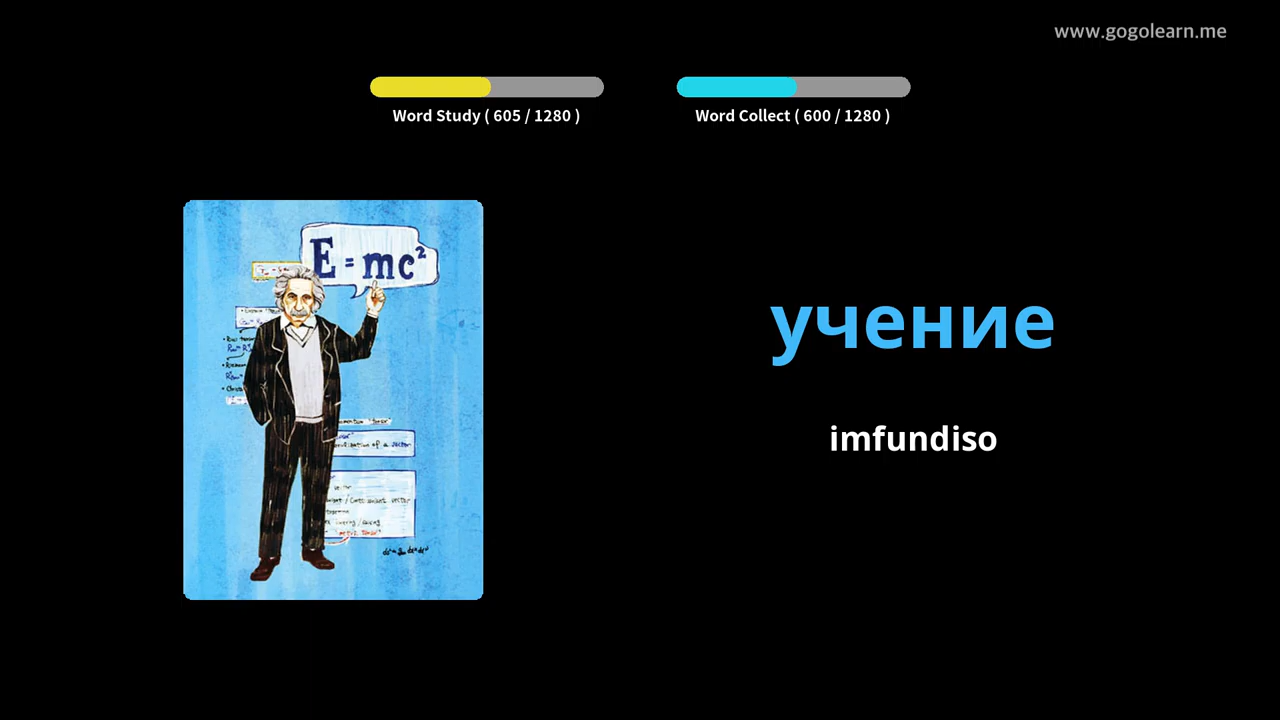 www.gogolearn.me
Word Study ( 605 / 1280 )
Word Collect ( 600 / 1280 )
E = mc²
учение
imfundiso